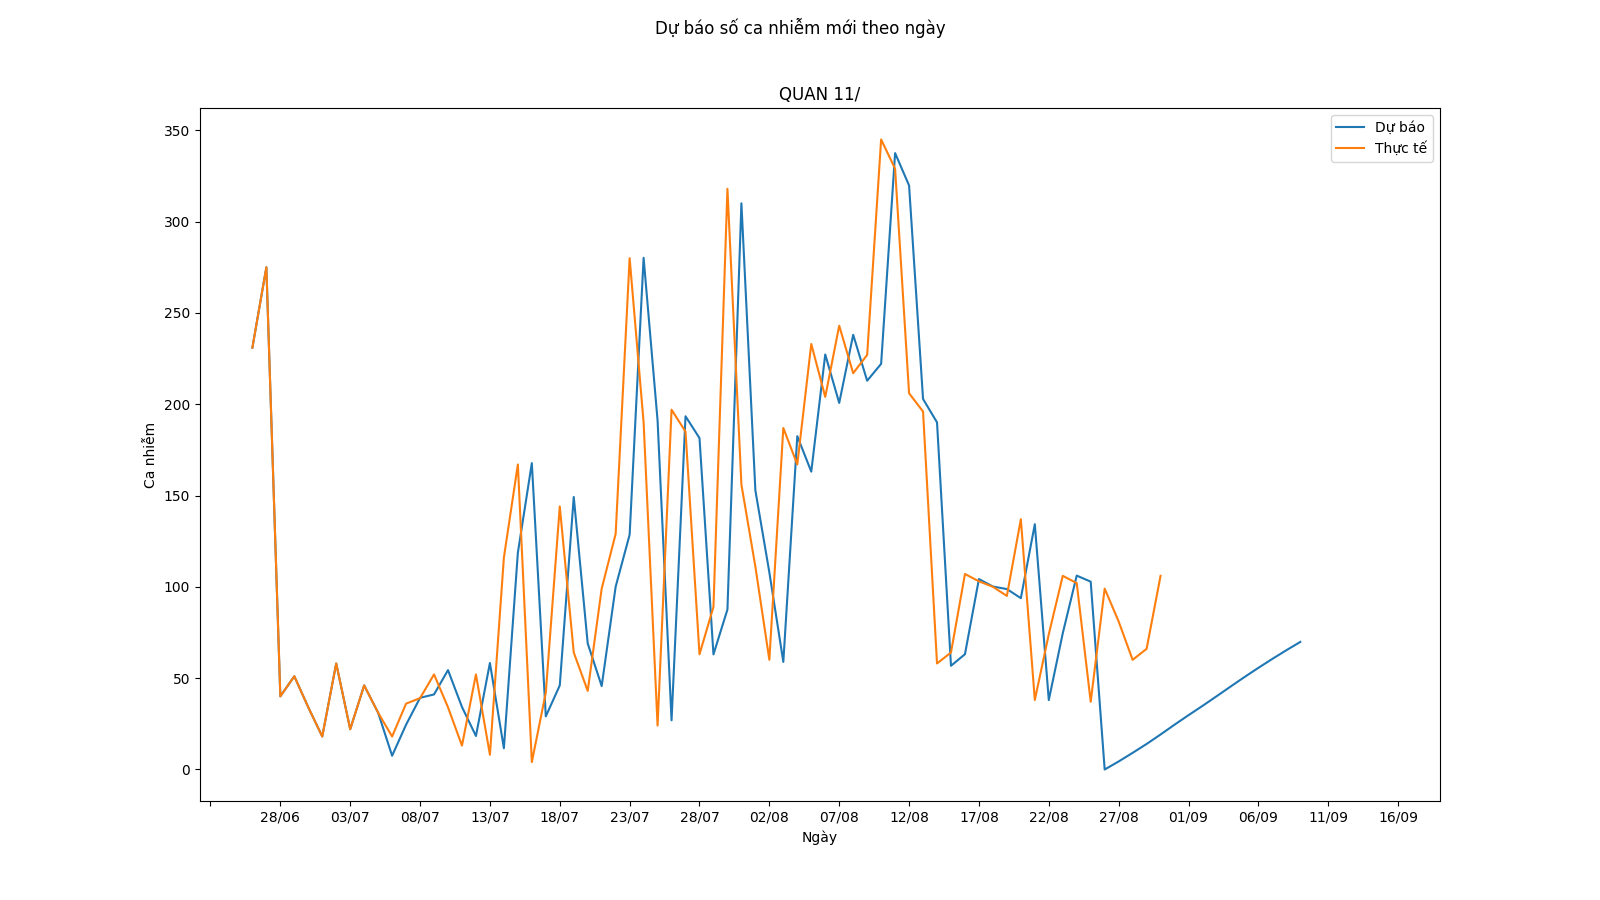 Dự báo số ca nhiễm mới theo ngày
QUAN 11/
Dự báo
Thực tế
350
300
250
200
150
100
50
0
Ca nhiễm
28/06 03/07 08/07 13/07 18/07 23/07 28/07 02/08 07/08 12/08 17/08 22/08 27/08 01/09 06/09 11/09 16/09
Ngày